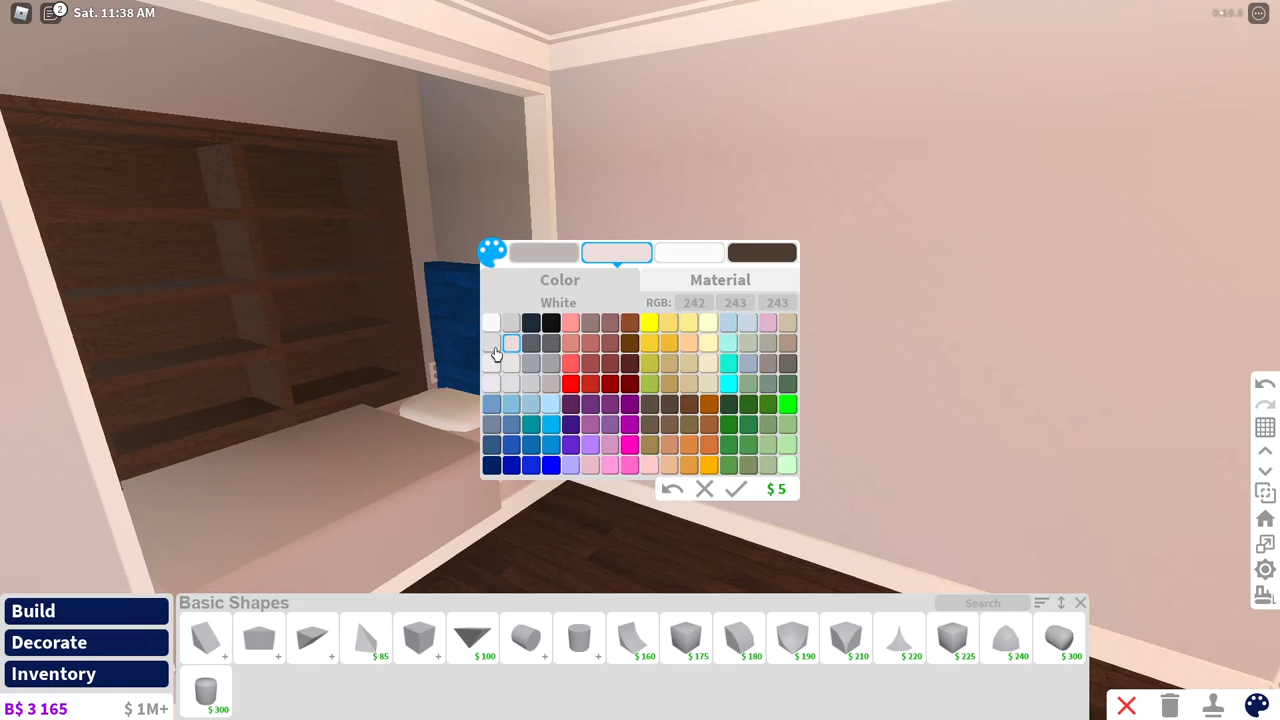 2
Sat. 11:38 AM
Color
Material
White
RGB: 242 243 243
$ 5
Build
Decorate
Inventory
B$ 3 165
$ 1M+
Basic Shapes
Search
+
+
+
$ 85
+
$ 100
+
+
$ 160
$ 175
$ 180
$ 190
$ 210
$ 220
$ 225
$ 240
$ 300
$ 300